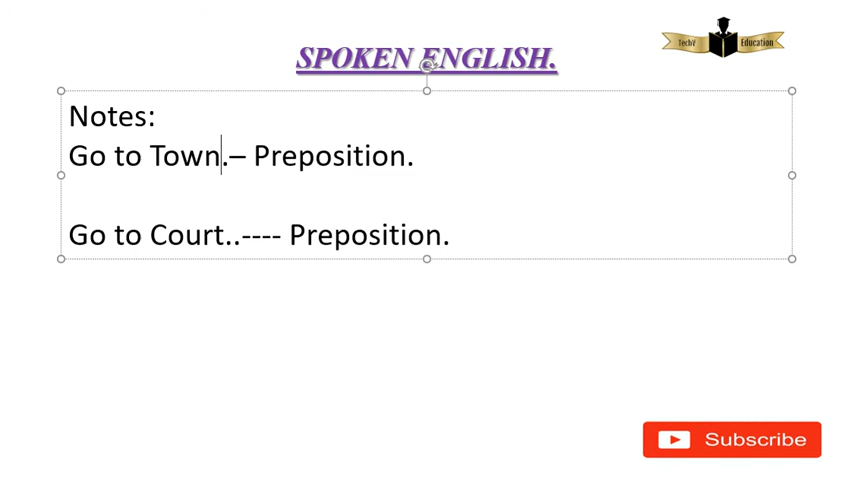 TechV Education
SPOKEN ENGLISH.
Notes:
Go to Town.– Preposition.
Go to Court..---- Preposition.
Subscribe